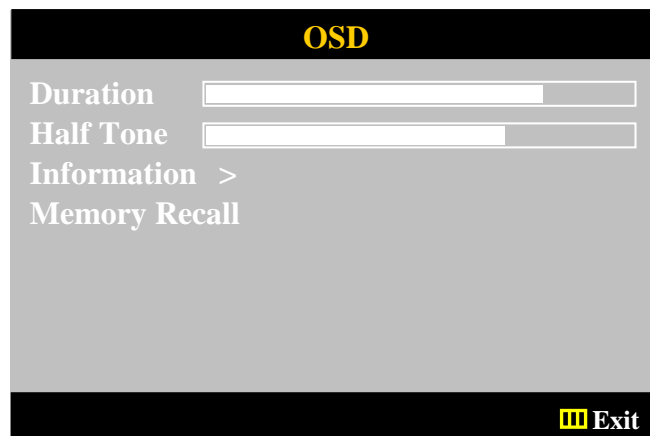 OSD
Duration
Half Tone
Information >
Memory Recall
Exit